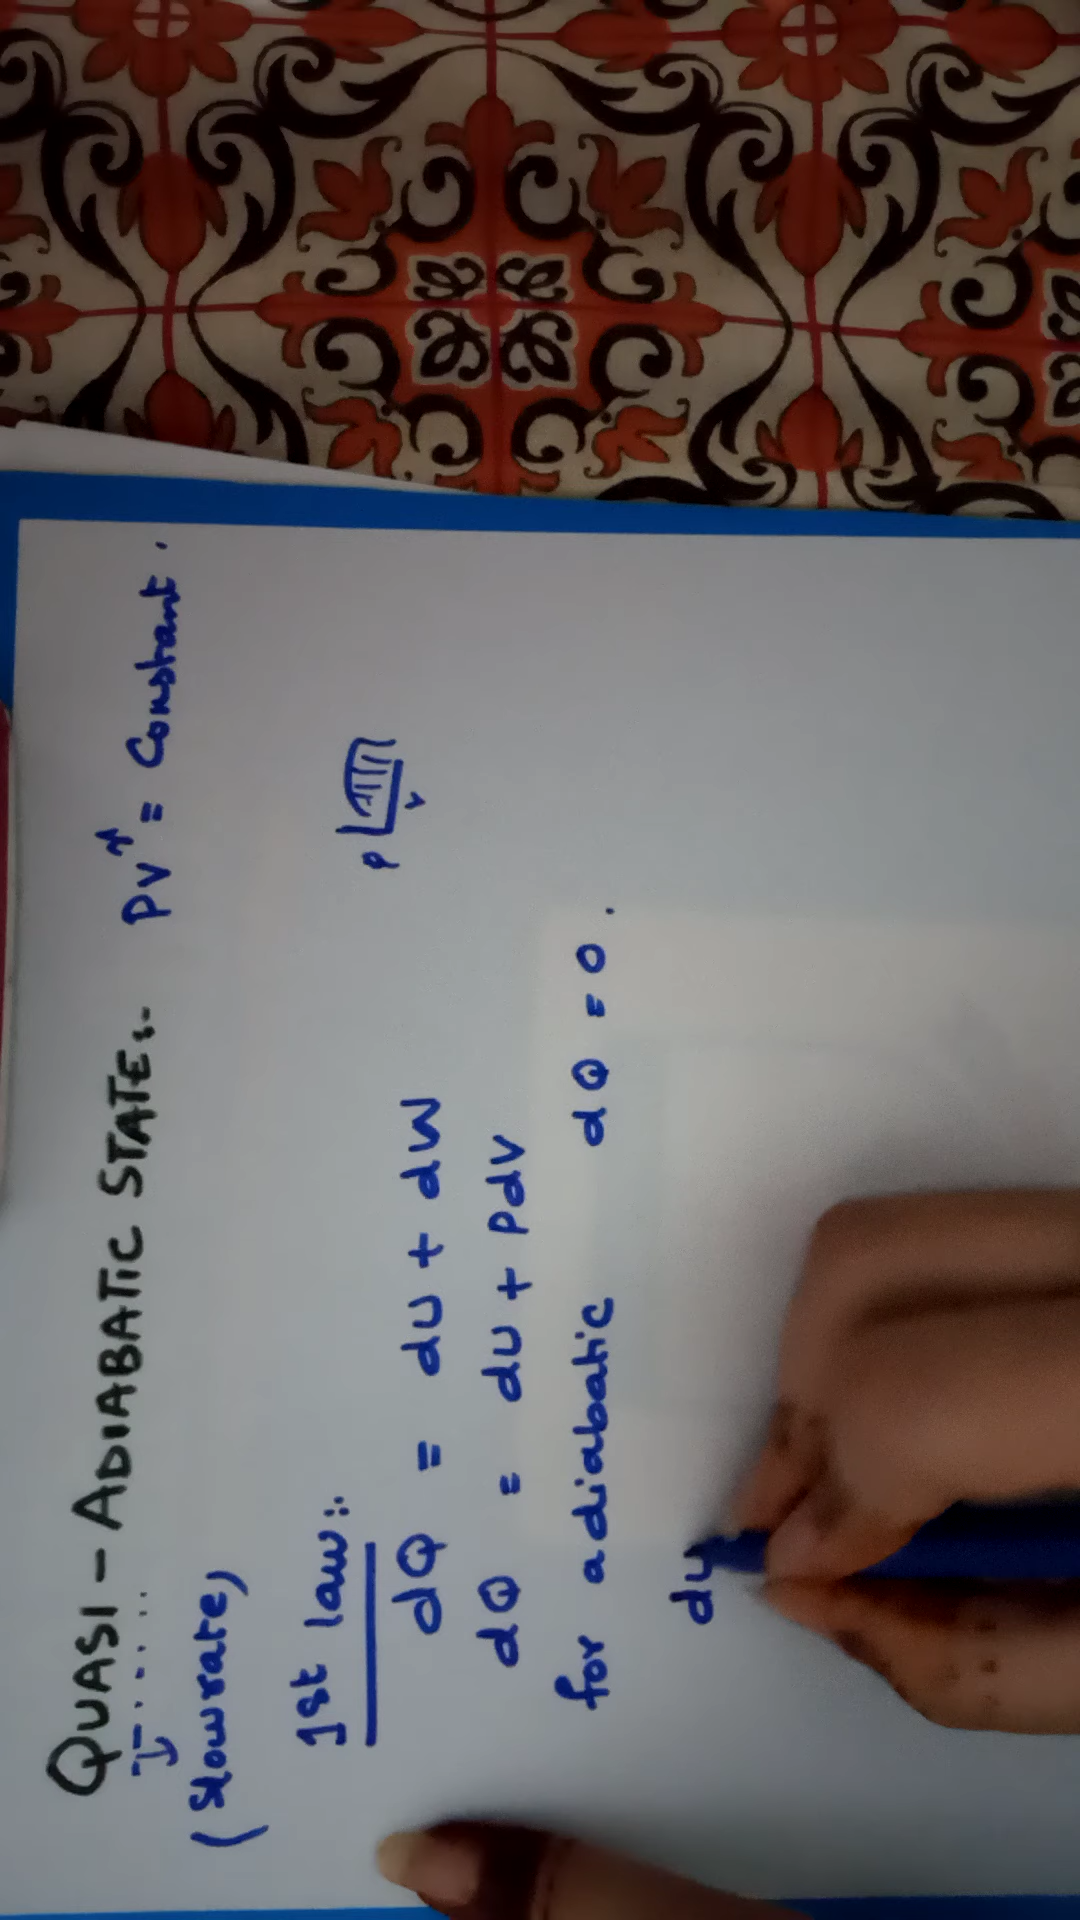 QUASI - ADIABATIC STATE:- PV^γ = Constant.
(Slow rate)
1st law:-
dQ = dU + dW
P
V
dQ = dU + PdV
for adiabatic dQ = 0.
du